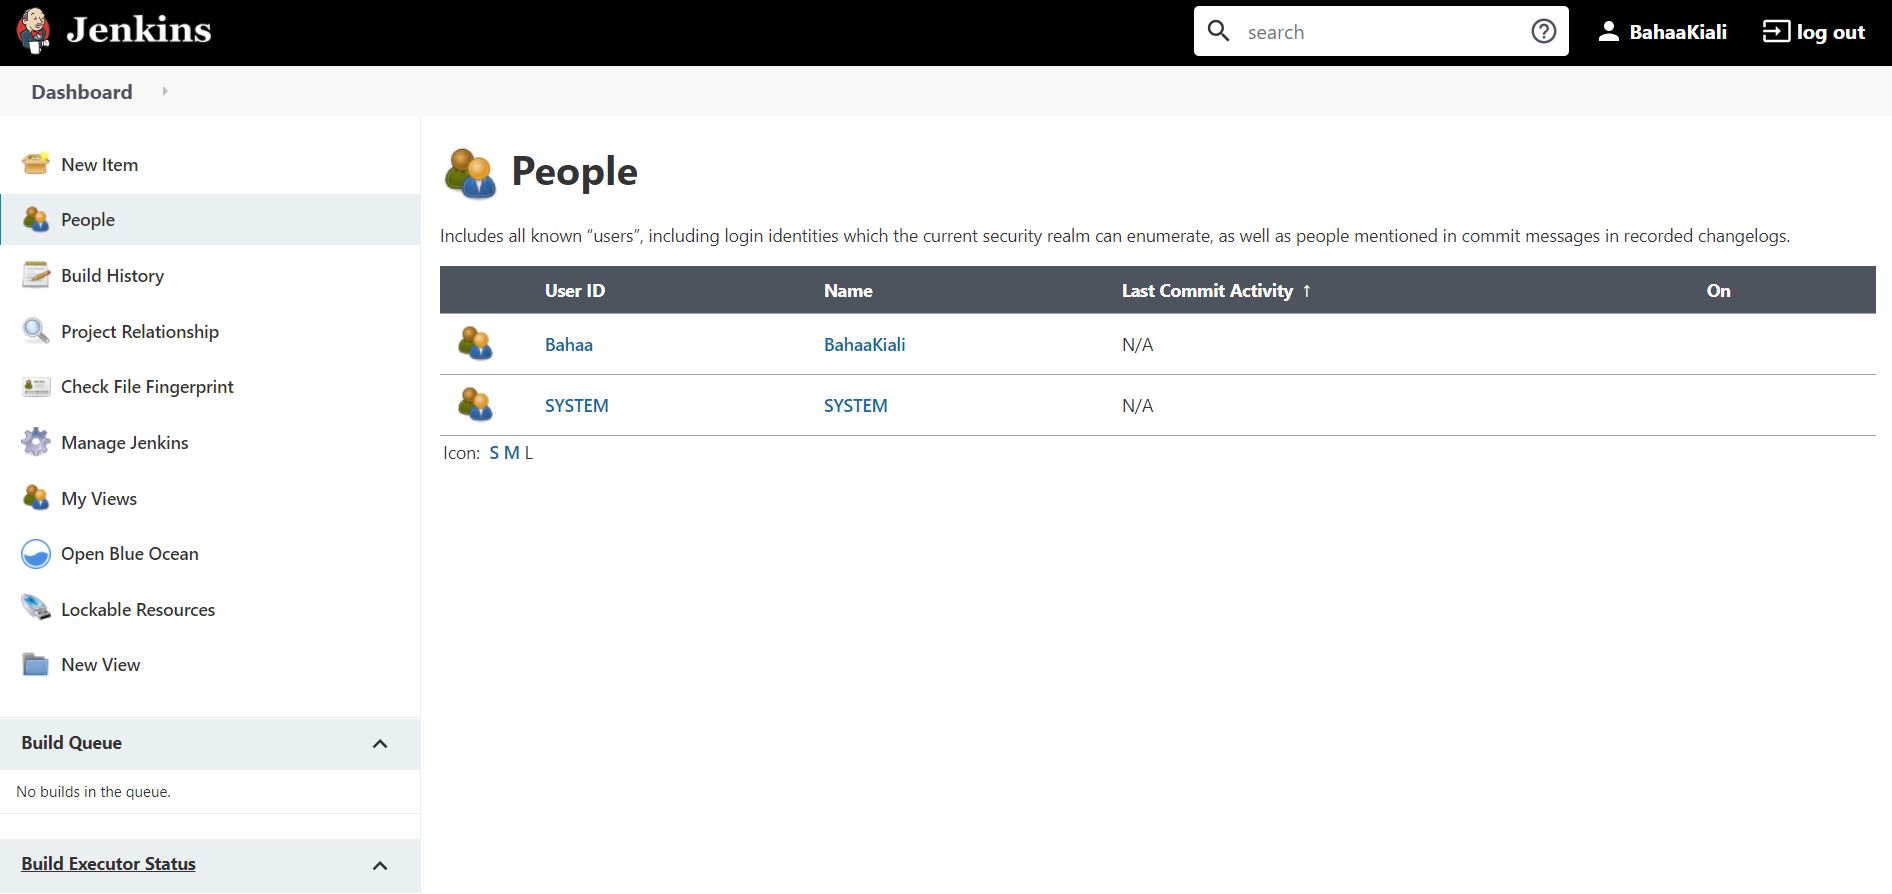 Jenkins
search
BahaaKiali
log out
Dashboard
New Item
People
Build History
Project Relationship
Check File Fingerprint
Manage Jenkins
My Views
Open Blue Ocean
Lockable Resources
New View
Build Queue
No builds in the queue.
Build Executor Status
People
Includes all known “users”, including login identities which the current security realm can enumerate, as well as people mentioned in commit messages in recorded changelogs.
User ID Name Last Commit Activity ↑ On
Bahaa BahaaKiali N/A
SYSTEM SYSTEM N/A
Icon: S M L